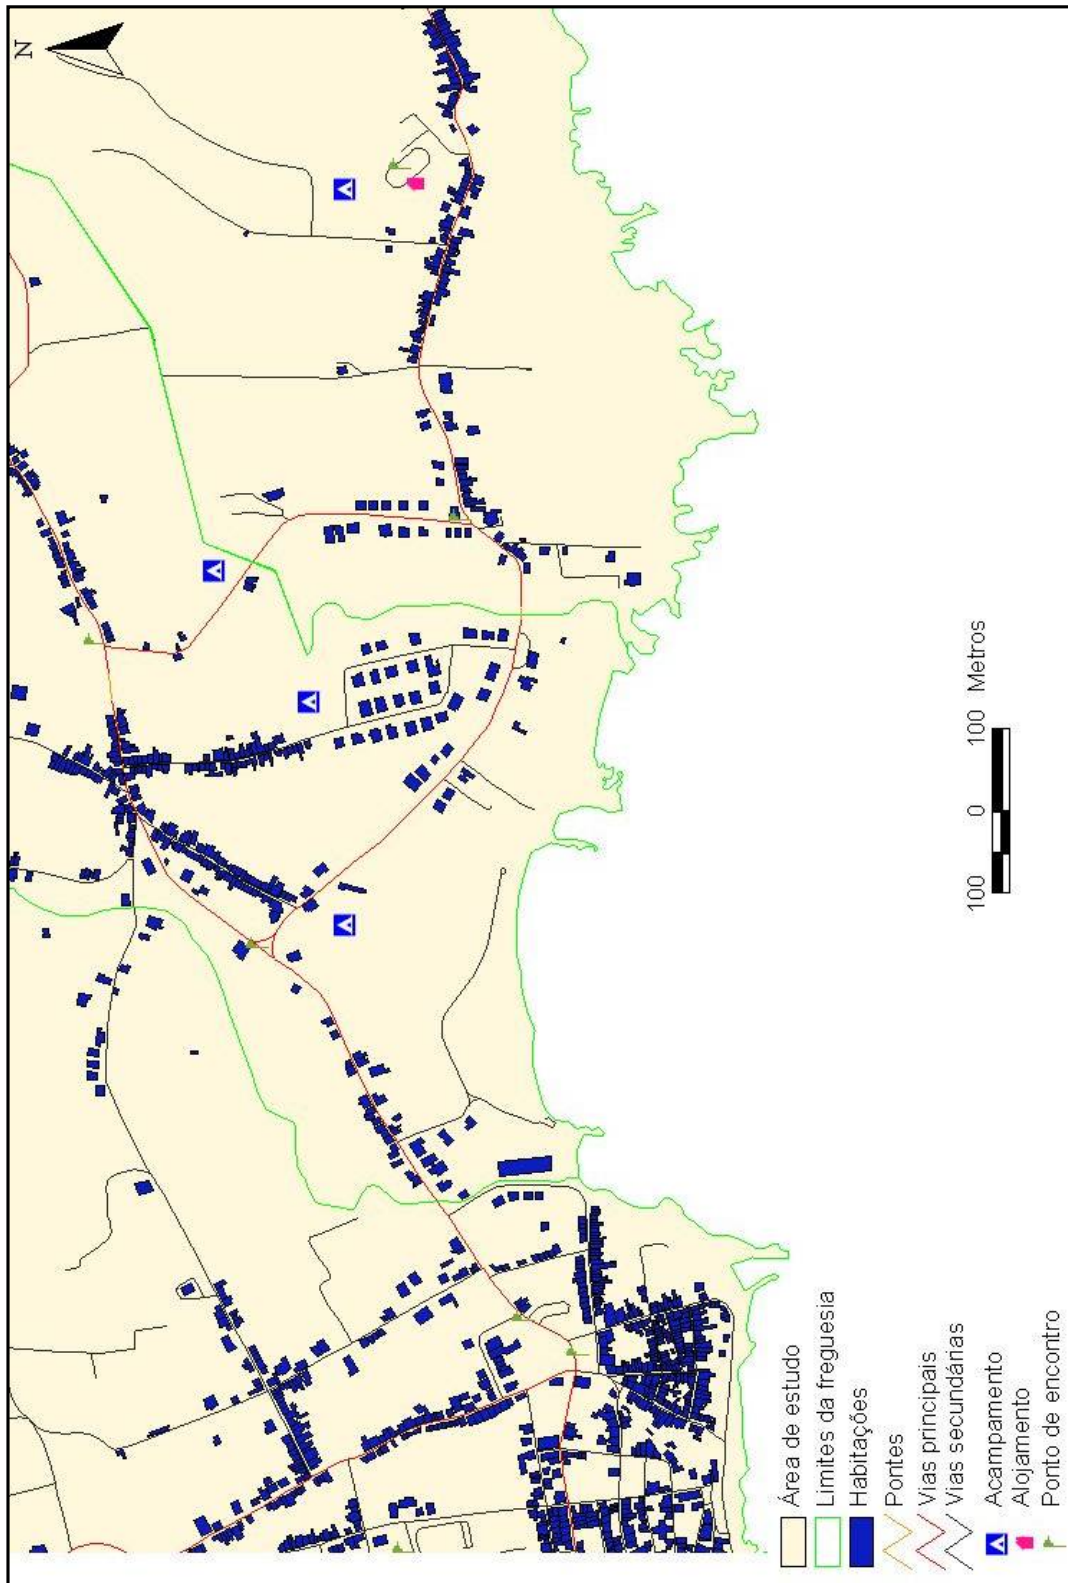 N
100 0 100 Metros
Área de estudo
Limites da freguesia
Habitações
Pontes
Vias principais
Vias secundárias
Acampamento
Alojamento
Ponto de encontro